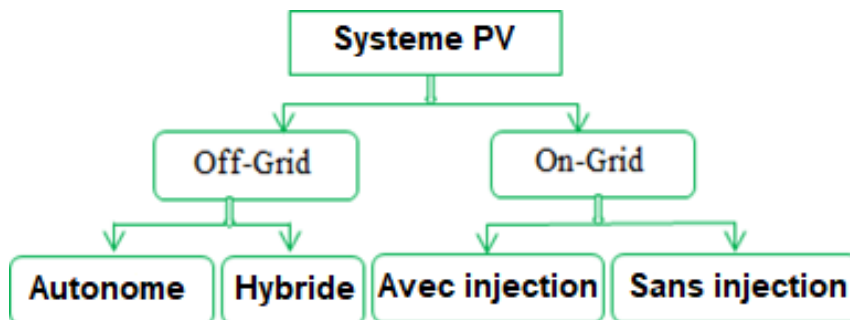 Systeme PV
Off-Grid
On-Grid
Autonome
Hybride
Avec injection
Sans injection